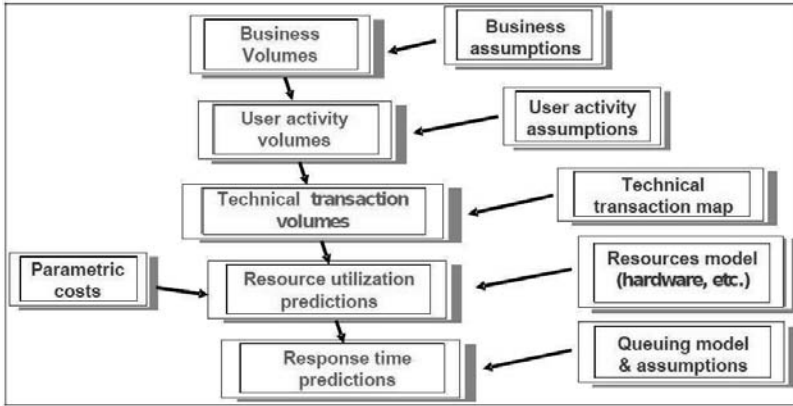 Business
Volumes
Business
assumptions
User activity
volumes
User activity
assumptions
Technical transaction
volumes
Technical
transaction map
Parametric
costs
Resource utilization
predictions
Resources model
(hardware, etc.)
Response time
predictions
Queuing model
& assumptions